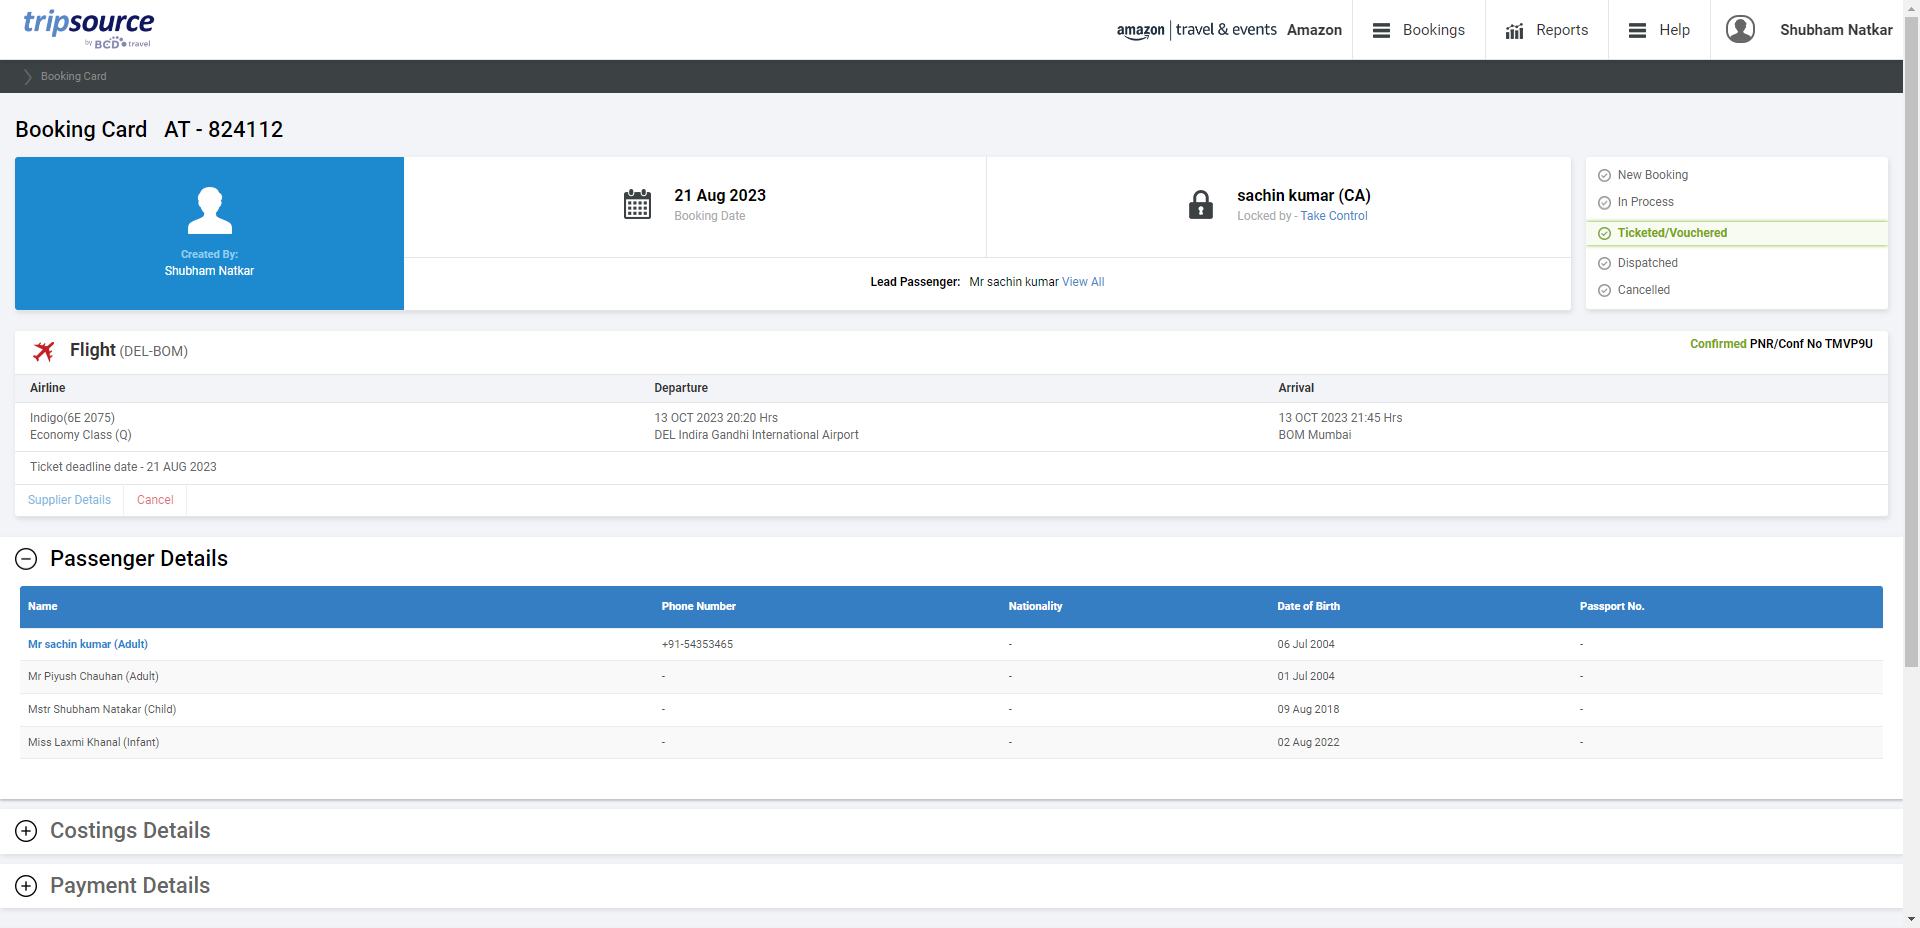 tripsource
by BCD travel
amazon | travel & events Amazon
Bookings
Reports
Help
Shubham Natkar
Booking Card
Booking Card AT - 824112
Created By:
Shubham Natkar
21 Aug 2023
Booking Date
sachin kumar (CA)
Locked by - Take Control
Lead Passenger: Mr sachin kumar View All
New Booking
In Process
Ticketed/Vouchered
Dispatched
Cancelled
Flight (DEL-BOM)
Confirmed PNR/Conf No TMVP9U
Airline Departure Arrival
Indigo(6E 2075) 13 OCT 2023 20:20 Hrs 13 OCT 2023 21:45 Hrs
Economy Class (Q) DEL Indira Gandhi International Airport BOM Mumbai
Ticket deadline date - 21 AUG 2023
Supplier Details Cancel
Passenger Details
Name Phone Number Nationality Date of Birth Passport No.
Mr sachin kumar (Adult) +91-54353465 - 06 Jul 2004 -
Mr Piyush Chauhan (Adult) - - 01 Jul 2004 -
Mstr Shubham Natakar (Child) - - 09 Aug 2018 -
Miss Laxmi Khanal (Infant) - - 02 Aug 2022 -
Costings Details
Payment Details